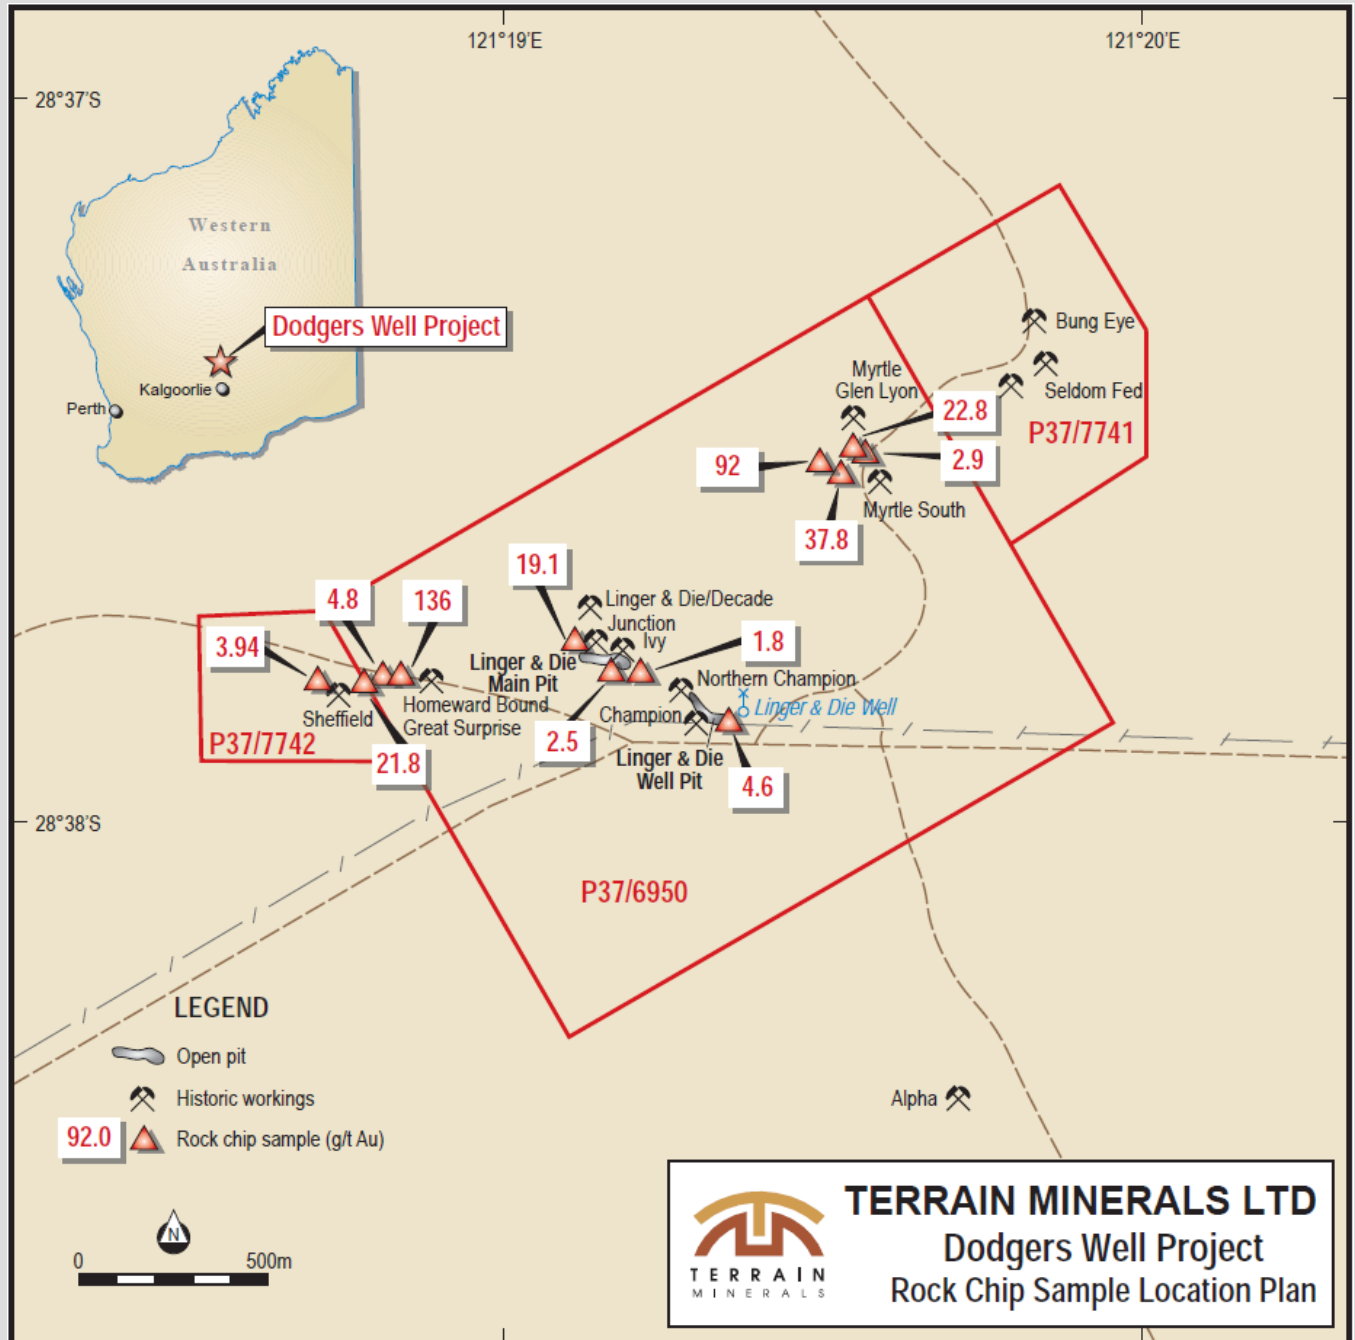 121°19'E
121°20'E
28°37'S
Western
Australia
Dodgers Well Project
Kalgoorlie
Perth
Bung Eye
Myrtle
Glen Lyon
Seldom Fed
22.8
P37/7741
92
2.9
Myrtle South
37.8
19.1
4.8
136
Linger & Die/Decade
Junction
Ivy
3.94
1.8
Linger & Die
Main Pit
Northern Champion
Sheffield
Homeward Bound
Great Surprise
Champion
Linger & Die Well
P37/7742
21.8
2.5
Linger & Die
Well Pit
4.6
28°38'S
P37/6950
LEGEND
Open pit
Historic workings
92.0
Rock chip sample (g/t Au)
Alpha
N
0
500m
TERRAIN
MINERALS
TERRAIN MINERALS LTD
Dodgers Well Project
Rock Chip Sample Location Plan